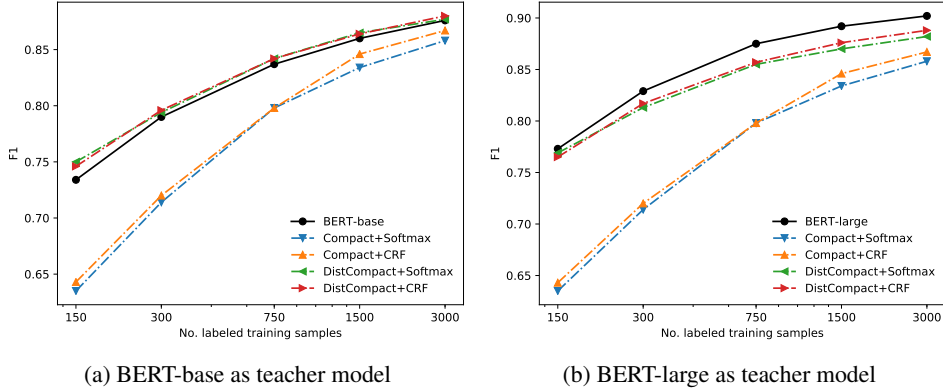 0.85
0.80
0.75
0.70
0.65
F1
BERT-base
Compact+Softmax
Compact+CRF
DistCompact+Softmax
DistCompact+CRF
150 300 750 1500 3000
No. labeled training samples
(a) BERT-base as teacher model
0.90
0.85
0.80
0.75
0.70
0.65
F1
BERT-large
Compact+Softmax
Compact+CRF
DistCompact+Softmax
DistCompact+CRF
150 300 750 1500 3000
No. labeled training samples
(b) BERT-large as teacher model